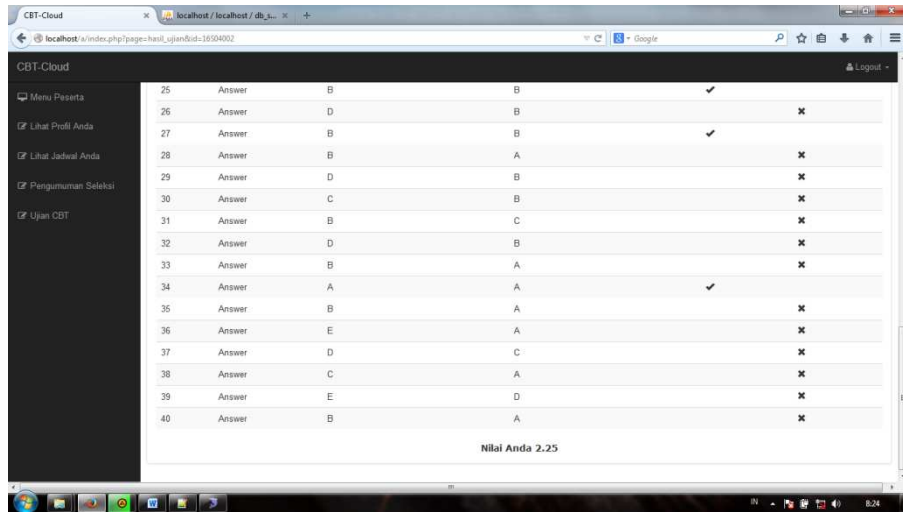 CBT-Cloud
localhost / localhost / db_s...
localhost/a/index.php?page=hasil_ujian&id=16504002
Google
CBT-Cloud
Logout
Menu Peserta
Lihat Profil Anda
Lihat Jadwal Anda
Pengumuman Seleksi
Ujian CBT
25 Answer B B ✔
26 Answer D B ✖
27 Answer B B ✔
28 Answer B A ✖
29 Answer D B ✖
30 Answer C B ✖
31 Answer B C ✖
32 Answer D B ✖
33 Answer B A ✖
34 Answer A A ✔
35 Answer B A ✖
36 Answer E A ✖
37 Answer D C ✖
38 Answer C A ✖
39 Answer E D ✖
40 Answer B A ✖
Nilai Anda 2.25
IN 8:24